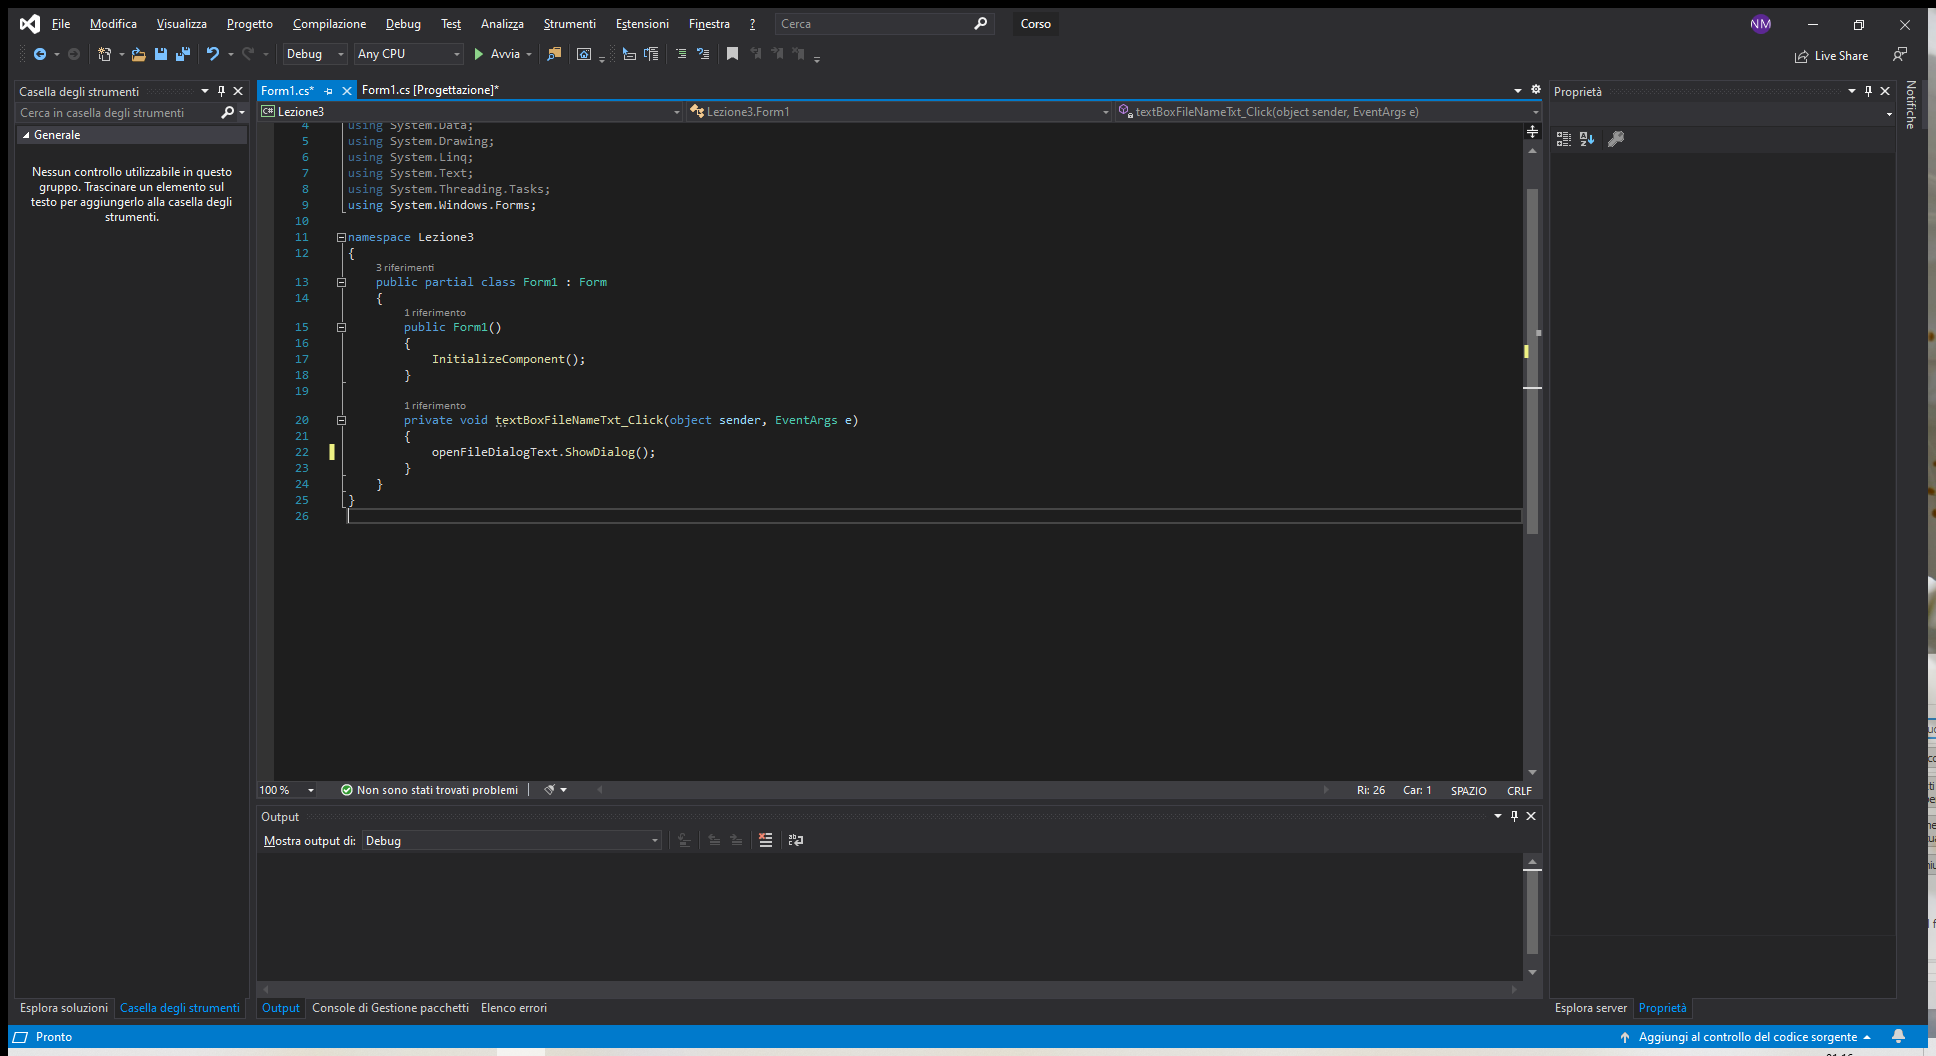 File Modifica Visualizza Progetto Compilazione Debug Test Analizza Strumenti Estensioni Finestra ? Cerca Corso NM
Debug Any CPU Avvia Live Share
Casella degli strumenti
Cerca in casella degli strumenti
Generale
Nessun controllo utilizzabile in questo
gruppo. Trascinare un elemento sul
testo per aggiungerlo alla casella degli
strumenti.
Form1.cs* Form1.cs [Progettazione]*
C# Lezione3 Lezione3.Form1 textBoxFileNameTxt_Click(object sender, EventArgs e)
4 using System.Data;
5 using System.Drawing;
6 using System.Linq;
7 using System.Text;
8 using System.Threading.Tasks;
9 using System.Windows.Forms;
10
11 namespace Lezione3
12 {
3 riferimenti
13 public partial class Form1 : Form
14 {
1 riferimento
15 public Form1()
16 {
17 InitializeComponent();
18 }
19
1 riferimento
20 private void textBoxFileNameTxt_Click(object sender, EventArgs e)
21 {
22 openFileDialogText.ShowDialog();
23 }
24 }
25 }
26
100 % Non sono stati trovati problemi Ri: 26 Car: 1 SPAZIO CRLF
Output
Mostra output di: Debug
Proprietà
Notifiche
Esplora soluzioni Casella degli strumenti Output Console di Gestione pacchetti Elenco errori Esplora server Proprietà
Pronto Aggiungi al controllo del codice sorgente